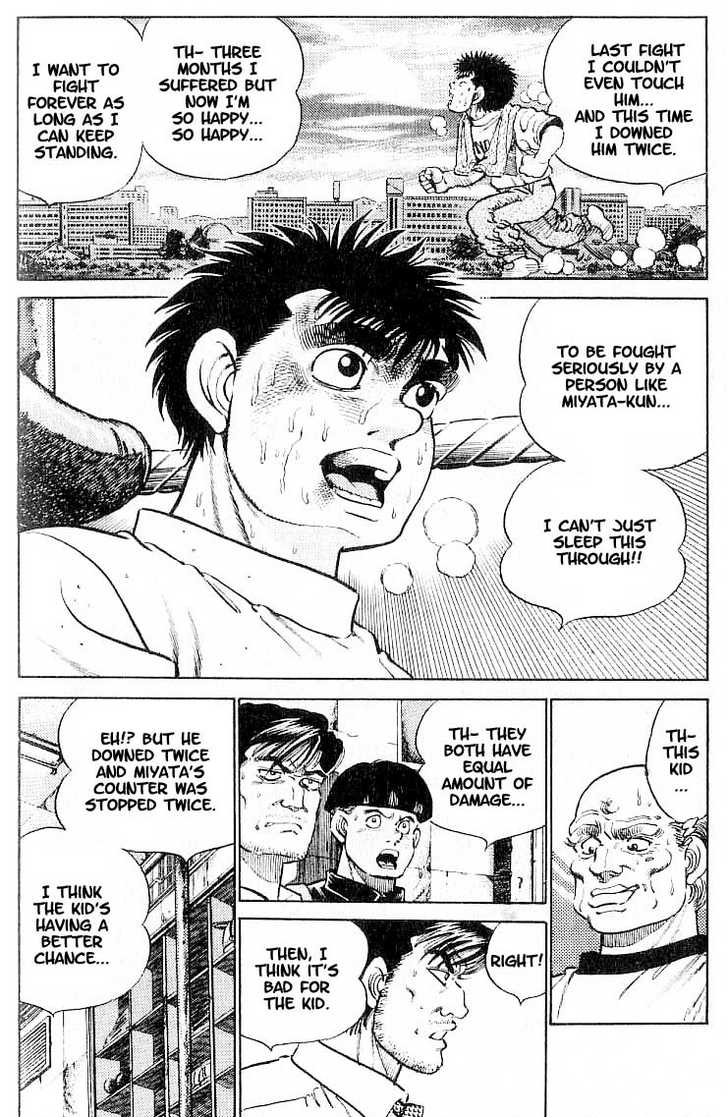 LAST FIGHT
I COULDN'T
EVEN TOUCH
HIM...
AND THIS TIME
I DOWNED
HIM TWICE.
TH- THREE
MONTHS I
SUFFERED BUT
NOW I'M
SO HAPPY...
SO HAPPY...
I WANT TO
FIGHT
FOREVER AS
LONG AS I
CAN KEEP
STANDING.
TO BE FOUGHT
SERIOUSLY BY A
PERSON LIKE
MIYATA-KUN...
I CAN'T JUST
SLEEP THIS
THROUGH!!
TH-
THIS
KID
...
TH- THEY
BOTH HAVE
EQUAL
AMOUNT OF
DAMAGE...
EH!? BUT HE
DOWNED TWICE
AND MIYATA'S
COUNTER WAS
STOPPED TWICE.
I THINK
THE KID'S
HAVING A
BETTER
CHANCE...
RIGHT!
THEN, I
THINK IT'S
BAD FOR
THE KID.